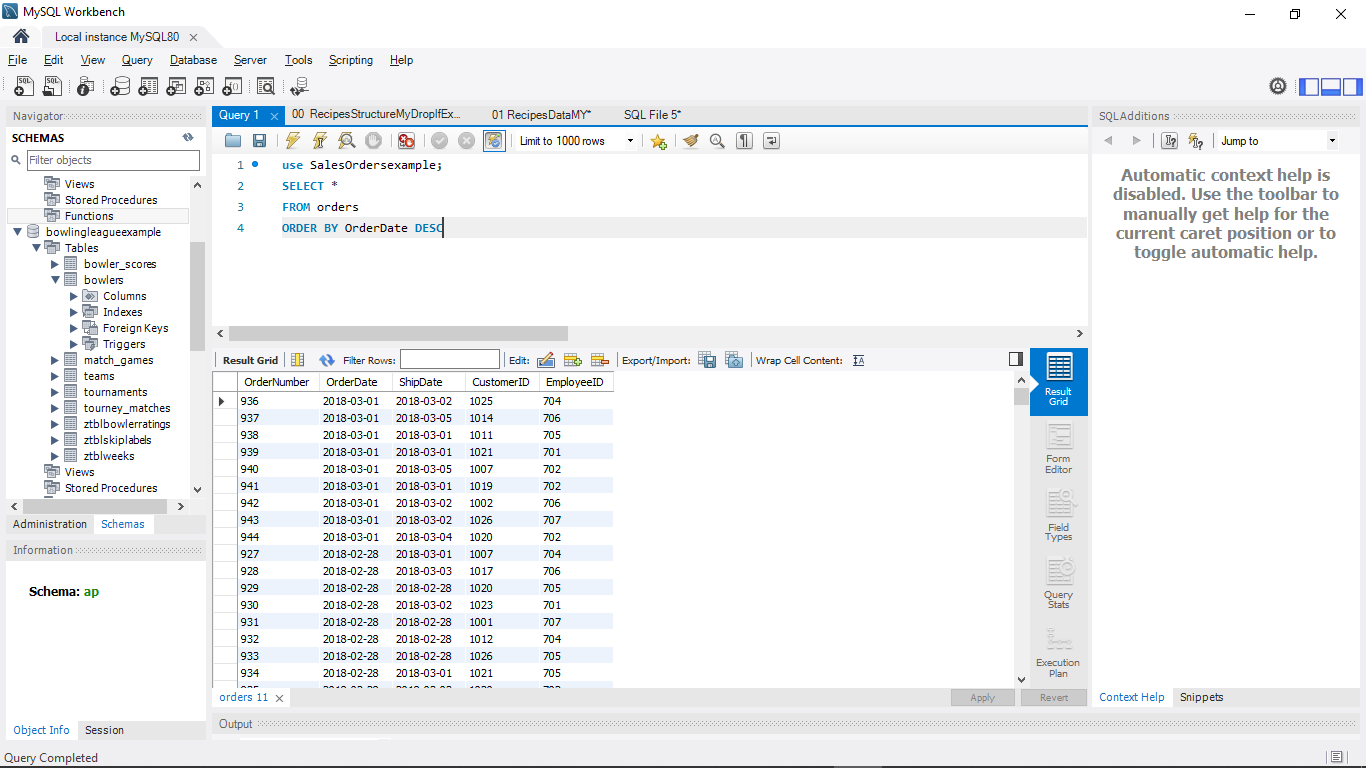 MySQL Workbench
Local instance MySQL80
File Edit View Query Database Server Tools Scripting Help
Navigator
SCHEMAS
Filter objects
Views
Stored Procedures
Functions
bowlingleagueexample
Tables
bowler_scores
bowlers
Columns
Indexes
Foreign Keys
Triggers
match_games
teams
tournaments
tourney_matches
ztblbowlerratings
ztblskiplabels
ztblweeks
Views
Stored Procedures
Administration Schemas
Information
Schema: ap
Object Info Session
Query 1 00 RecipesStructureMyDropIfEx... 01 RecipesDataMY* SQL File 5*
Limit to 1000 rows
1 use SalesOrdersexample;
2 SELECT *
3 FROM orders
4 ORDER BY OrderDate DESC
Result Grid Filter Rows: Edit: Export/Import: Wrap Cell Content:
OrderNumber OrderDate ShipDate CustomerID EmployeeID
936 2018-03-01 2018-03-02 1025 704
937 2018-03-01 2018-03-05 1014 706
938 2018-03-01 2018-03-01 1011 705
939 2018-03-01 2018-03-01 1021 701
940 2018-03-01 2018-03-05 1007 702
941 2018-03-01 2018-03-01 1019 702
942 2018-03-01 2018-03-02 1002 706
943 2018-03-01 2018-03-02 1026 707
944 2018-03-01 2018-03-04 1020 702
927 2018-02-28 2018-03-01 1007 704
928 2018-02-28 2018-03-03 1017 706
929 2018-02-28 2018-02-28 1020 705
930 2018-02-28 2018-03-02 1023 701
931 2018-02-28 2018-02-28 1001 707
932 2018-02-28 2018-02-28 1012 704
933 2018-02-28 2018-02-28 1026 705
934 2018-02-28 2018-03-01 1021 705
orders 11
Apply Revert
Result
Grid
Form
Editor
Field
Types
Query
Stats
Execution
Plan
Output
SQLAdditions
Jump to
Automatic context help is
disabled. Use the toolbar to
manually get help for the
current caret position or to
toggle automatic help.
Context Help Snippets
Query Completed